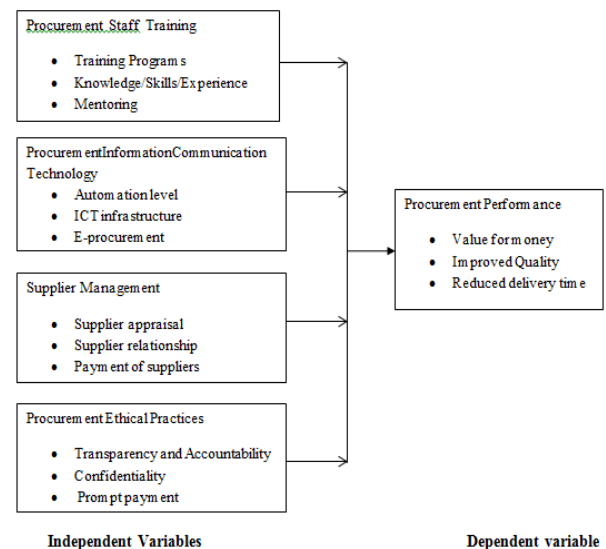 Procurement Staff Training
• Training Programs
• Knowledge/Skills/Experience
• Mentoring
ProcurementInformationCommunication
Technology
• Automation level
• ICT infrastructure
• E-procurement
Supplier Management
• Supplier appraisal
• Supplier relationship
• Payment of suppliers
Procurement Ethical Practices
• Transparency and Accountability
• Confidentiality
• Prompt payment
Procurement Performance
• Value for money
• Improved Quality
• Reduced delivery time
Independent Variables
Dependent variable